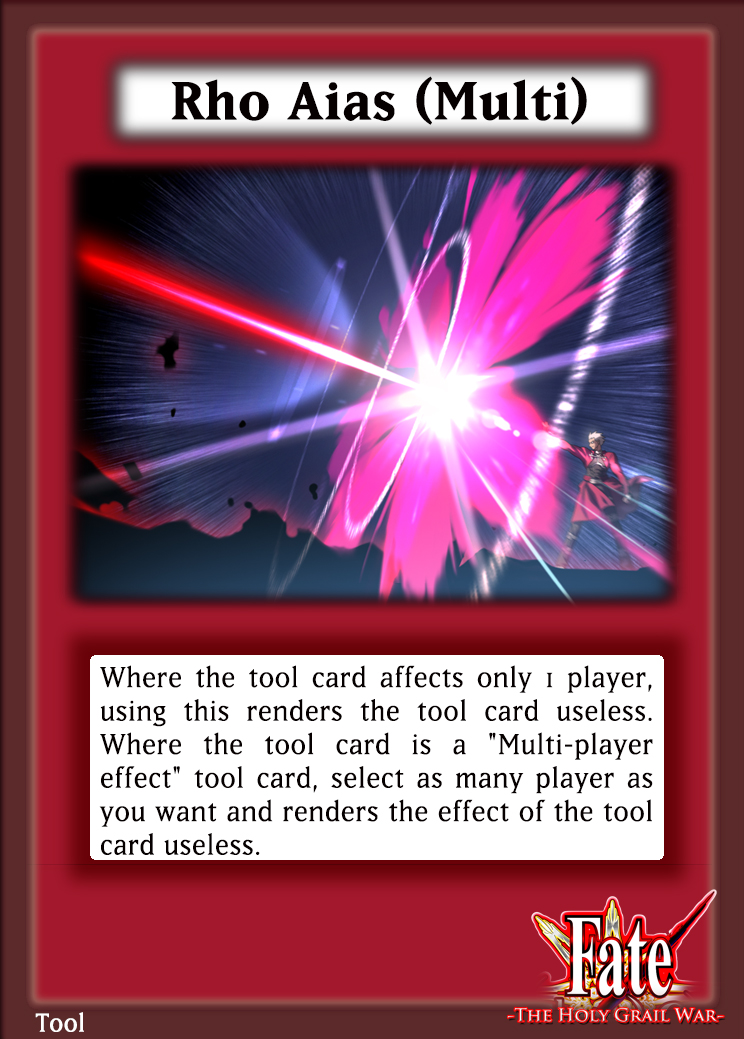 Rho Aias (Multi)
Where the tool card affects only 1 player,
using this renders the tool card useless.
Where the tool card is a "Multi-player
effect" tool card, select as many player as
you want and renders the effect of the tool
card useless.
Fate
-THE HOLY GRAIL WAR-
Tool